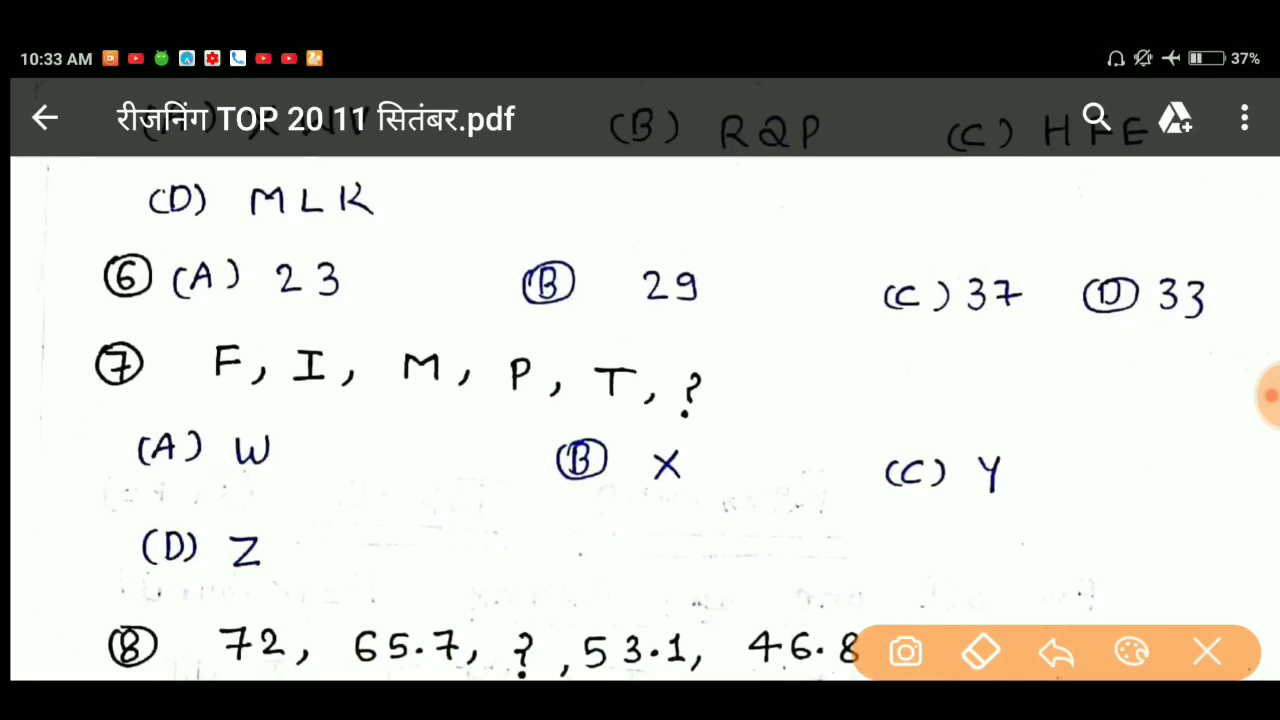 10:33 AM 37%
रीजनिंग TOP 20 11 सितंबर.pdf
(B) RQP (C) HFE
(D) MLK
6 (A) 23 B 29 (C) 37 D 33
7 F, I, M, P, T, ?
(A) W B X (C) Y
(D) Z
8 72, 65.7, ?, 53.1, 46.8